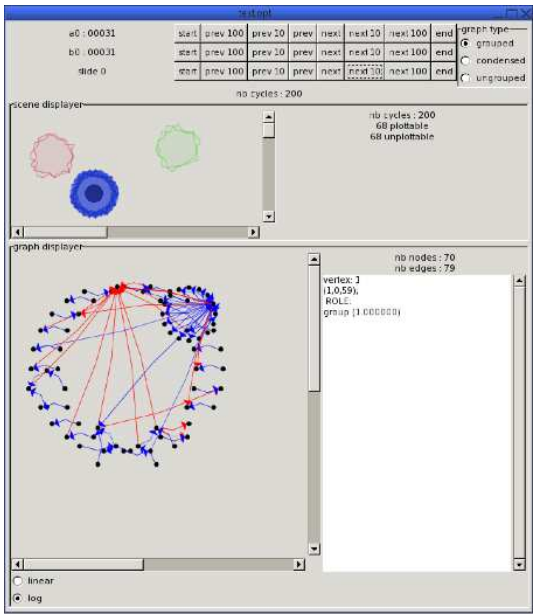 test.opt
a0 : 00031 start prev 100 prev 10 prev next next 10 next 100 end
b0 : 00031 start prev 100 prev 10 prev next next 10 next 100 end
slide 0 start prev 100 prev 10 prev next next 10 next 100 end
graph type
grouped
condensed
ungrouped
nb cycles : 200
scene displayer
nb cycles : 200
68 plottable
68 unplottable
graph displayer
nb nodes : 70
nb edges : 79
vertex: 1
(1,0,59),
ROLE:
group (1.000000)
linear
log